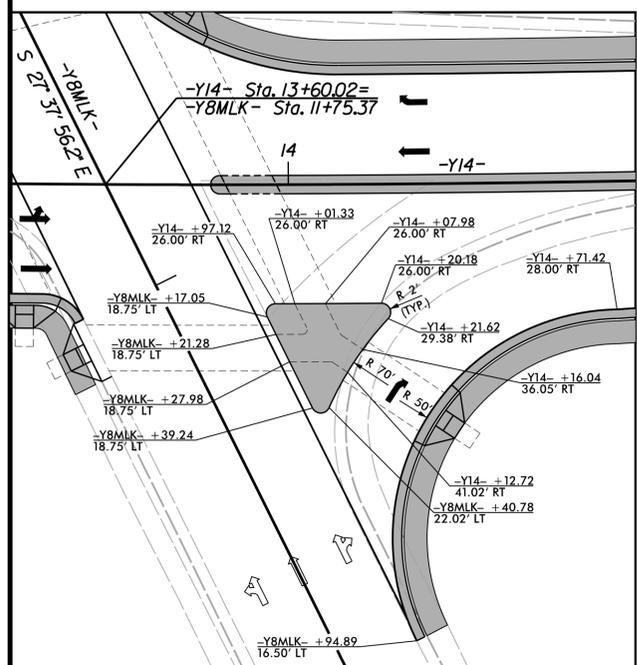 -Y8MLK-
S 27° 37' 56.2" E
-Y14- Sta. 13+60.02=
-Y8MLK- Sta. 11+75.37
14
-Y14-
-Y14- +01.33
26.00' RT
-Y14- +97.12
26.00' RT
-Y14- +07.98
26.00' RT
-Y14- +20.18
26.00' RT
-Y14- +71.42
28.00' RT
R 2'
(TYP.)
-Y8MLK- +17.05
18.75' LT
-Y14- +21.62
29.38' RT
-Y8MLK- +21.28
18.75' LT
R 70'
R 50'
-Y14- +16.04
36.05' RT
-Y8MLK- +27.98
18.75' LT
-Y8MLK- +39.24
18.75' LT
-Y14- +12.72
41.02' RT
-Y8MLK- +40.78
22.02' LT
-Y8MLK- +94.89
16.50' LT